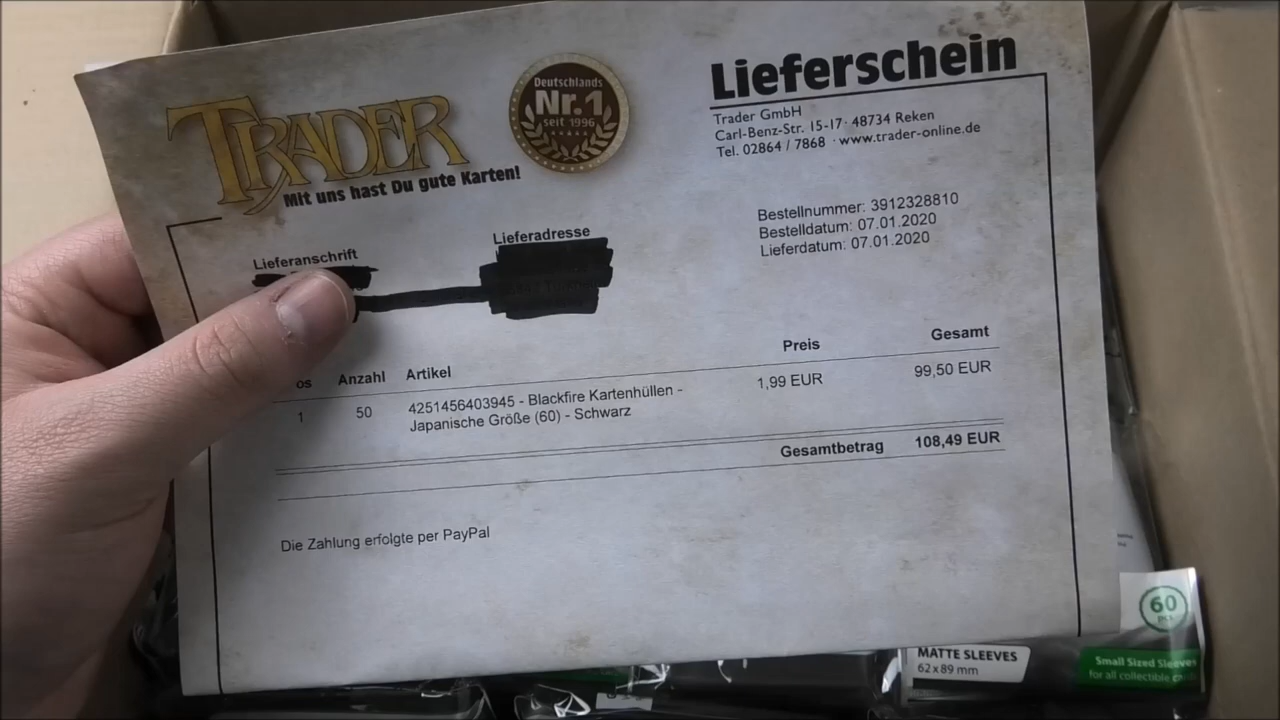 TRADER
Mit uns hast Du gute Karten!
Deutschlands
Nr.1
seit 1996
Lieferschein
Trader GmbH
Carl-Benz-Str. 15-17 · 48734 Reken
Tel. 02864 / 7868 · www.trader-online.de
Bestellnummer: 3912328810
Bestelldatum: 07.01.2020
Lieferdatum: 07.01.2020
Lieferanschrift
Lieferadresse
os Anzahl Artikel Preis Gesamt
1 50 4251456403945 - Blackfire Kartenhüllen - 1,99 EUR 99,50 EUR
Japanische Größe (60) - Schwarz
Gesamtbetrag 108,49 EUR
Die Zahlung erfolgte per PayPal
60
pcs
MATTE SLEEVES
62x89 mm
Small Sized Sleeves
for all collectible